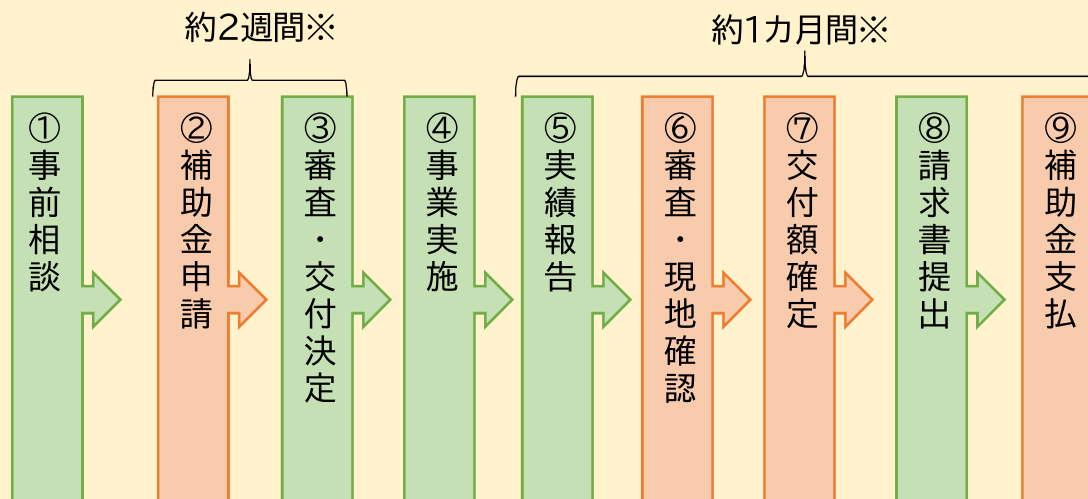 約2週間※
約1カ月間※
①事前相談
②補助金申請
③審査・交付決定
④事業実施
⑤実績報告
⑥審査・現地確認
⑦交付額確定
⑧請求書提出
⑨補助金支払